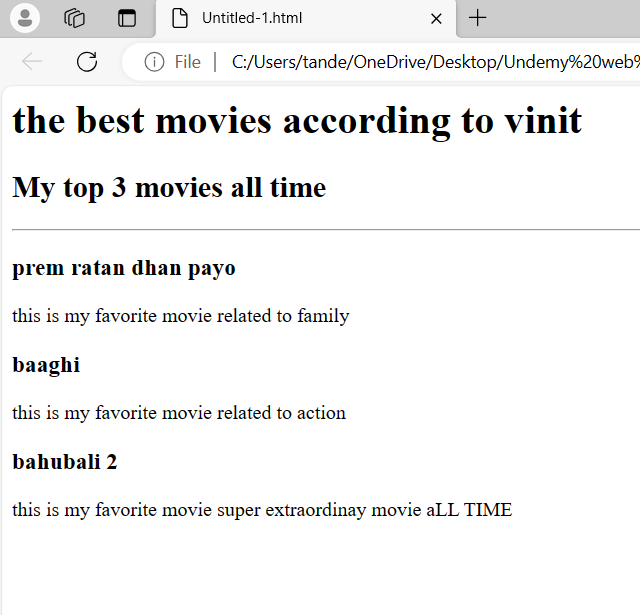 Untitled-1.html
File | C:/Users/tande/OneDrive/Desktop/Undemy%20web%
the best movies according to vinit
My top 3 movies all time
prem ratan dhan payo
this is my favorite movie related to family
baaghi
this is my favorite movie related to action
bahubali 2
this is my favorite movie super extraordinay movie aLL TIME